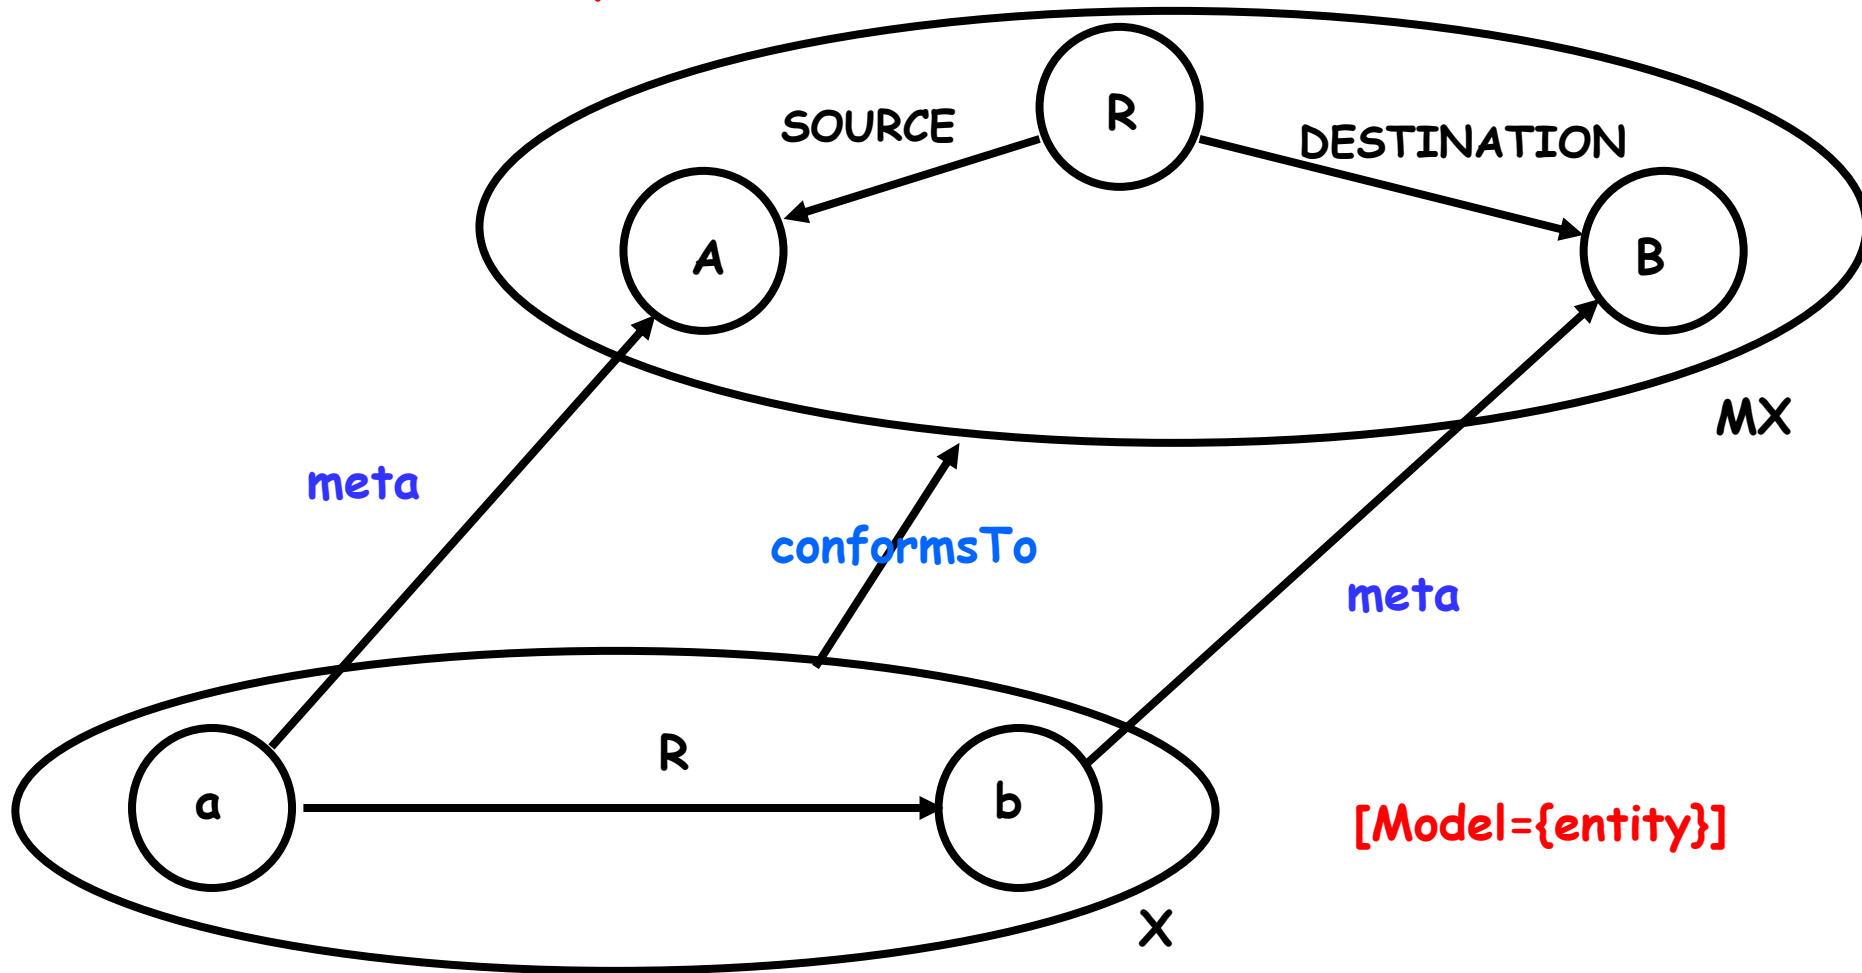 R
SOURCE
DESTINATION
A
B
MX
meta
conformsTo
meta
R
a
b
[Model={entity}]
X